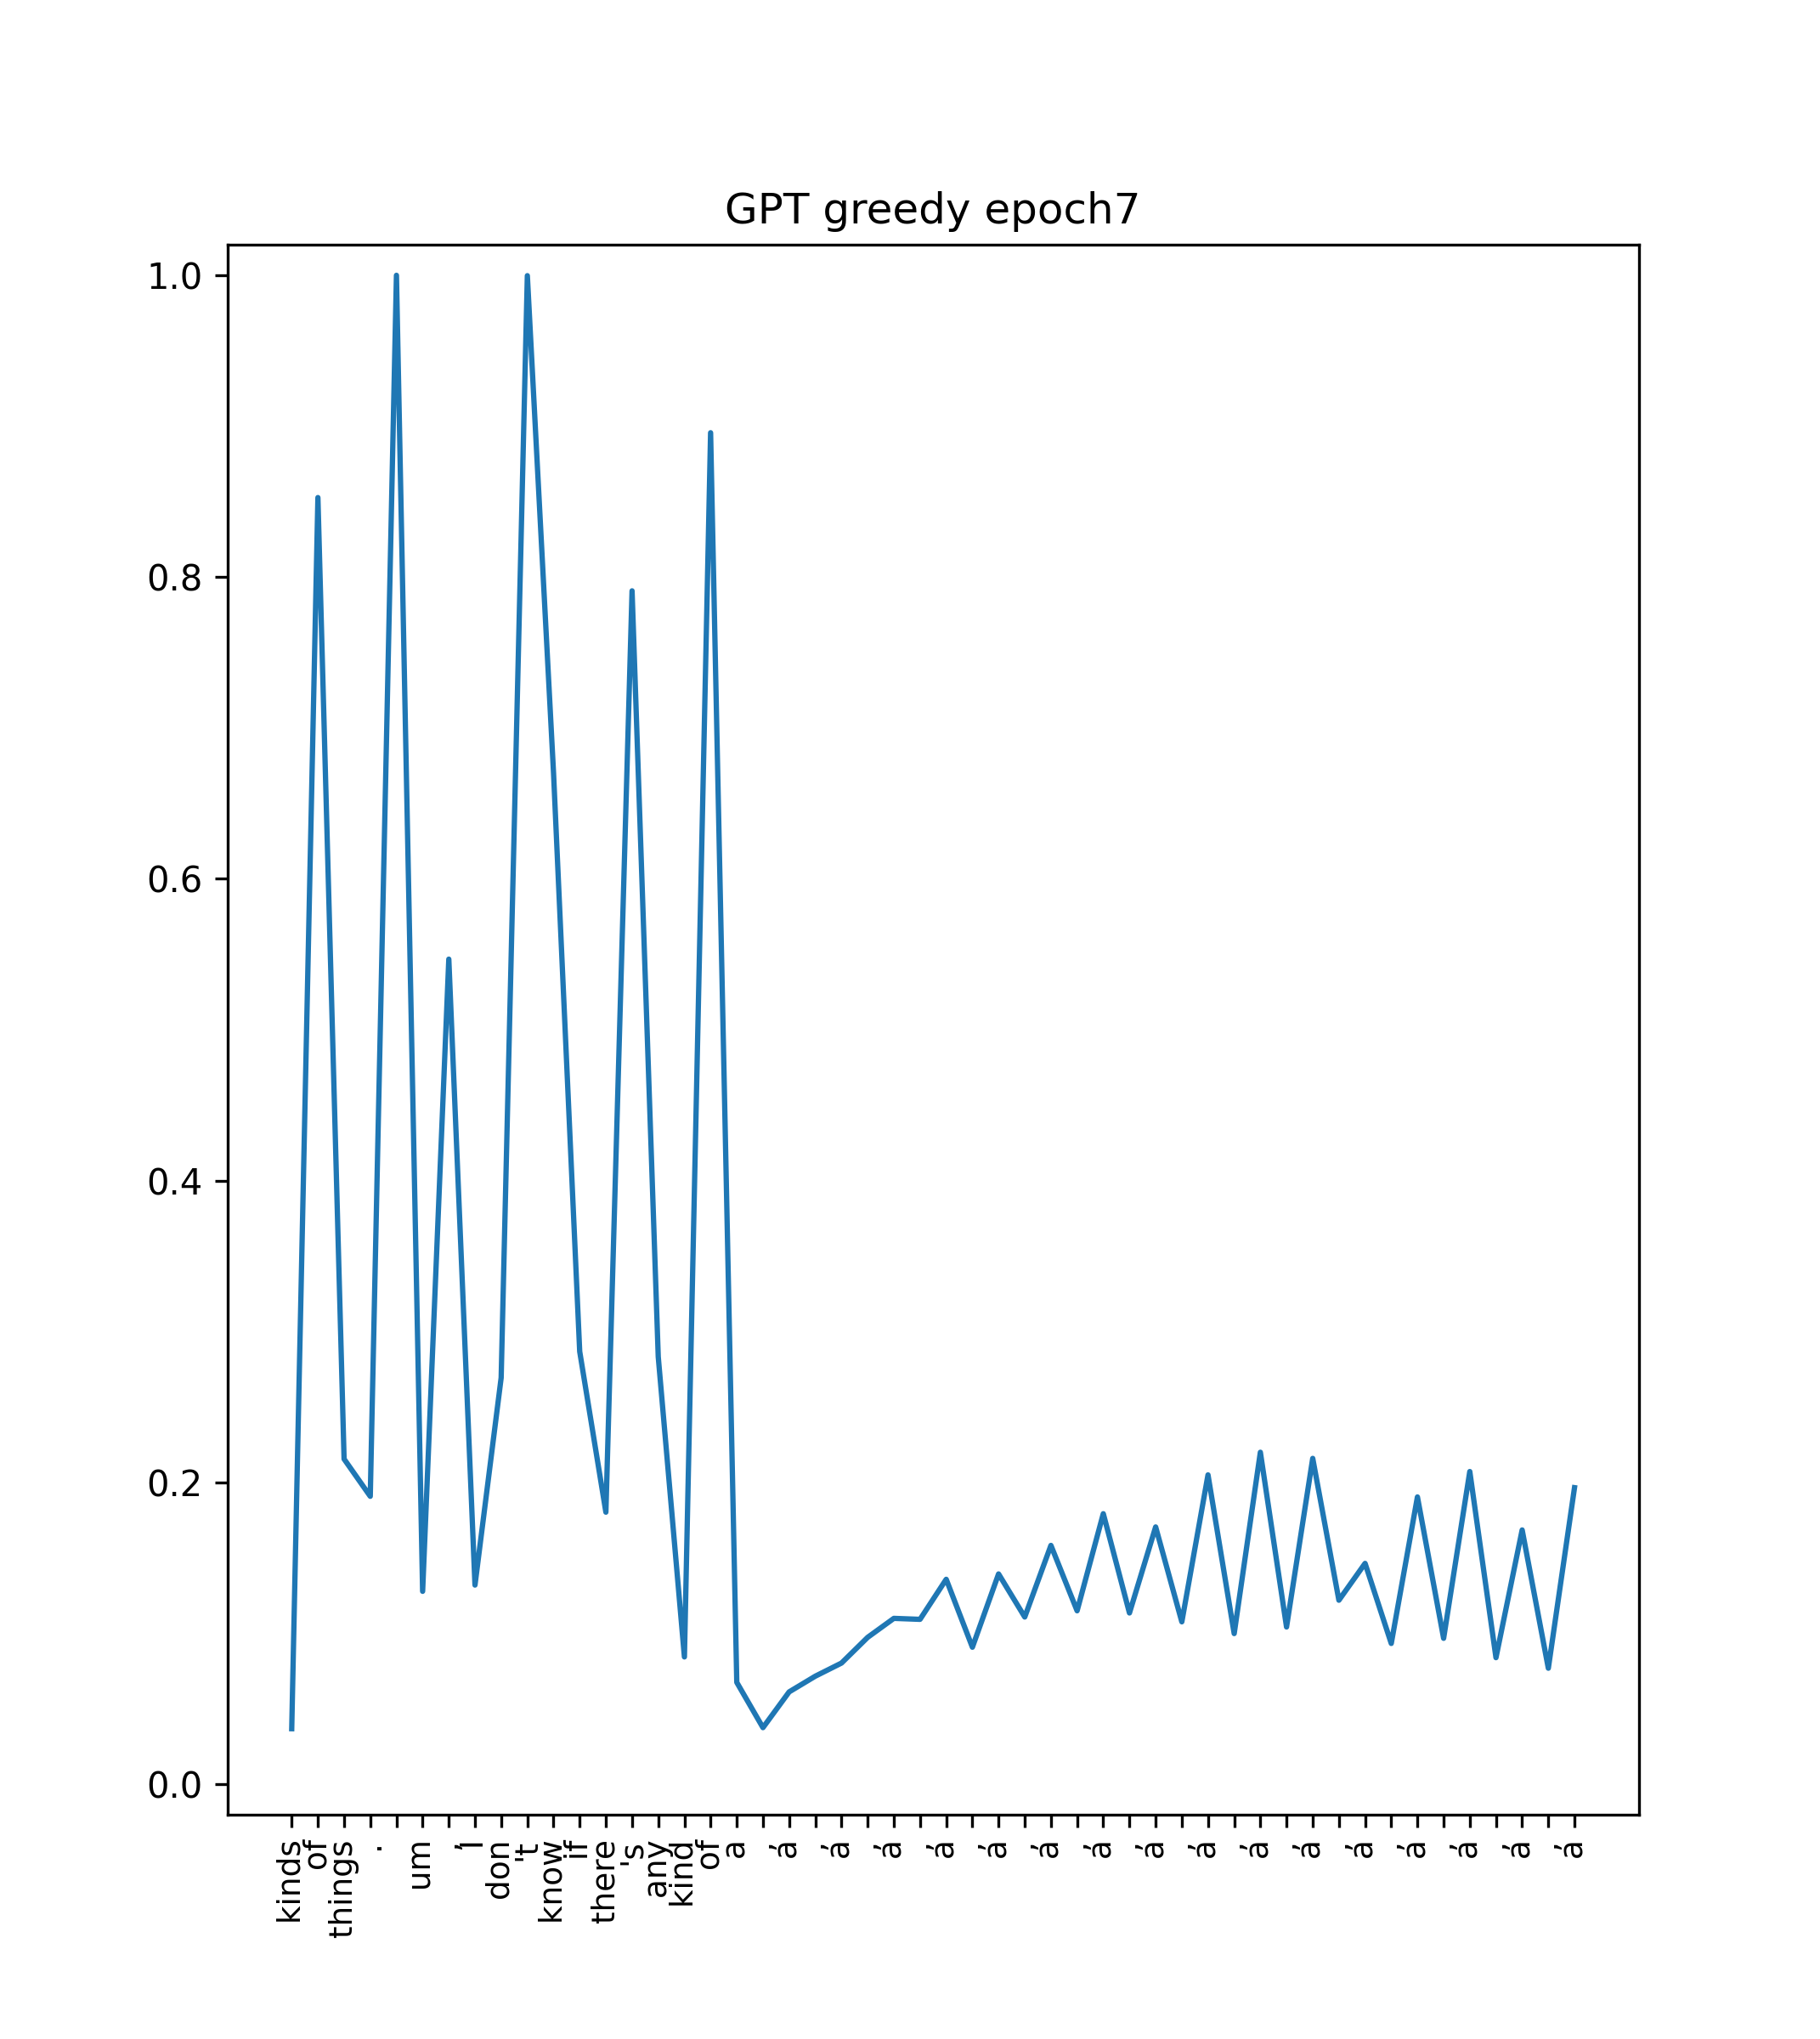 GPT greedy epoch7
1.0
0.8
0.6
0.4
0.2
0.0
kinds
of
things
.
um
,
I
don
't
know
if
there
's
any
kind
of
a
,
a
,
a
,
a
,
a
,
a
,
a
,
a
,
a
,
a
,
a
,
a
,
a
,
a
,
a
,
a
,
a